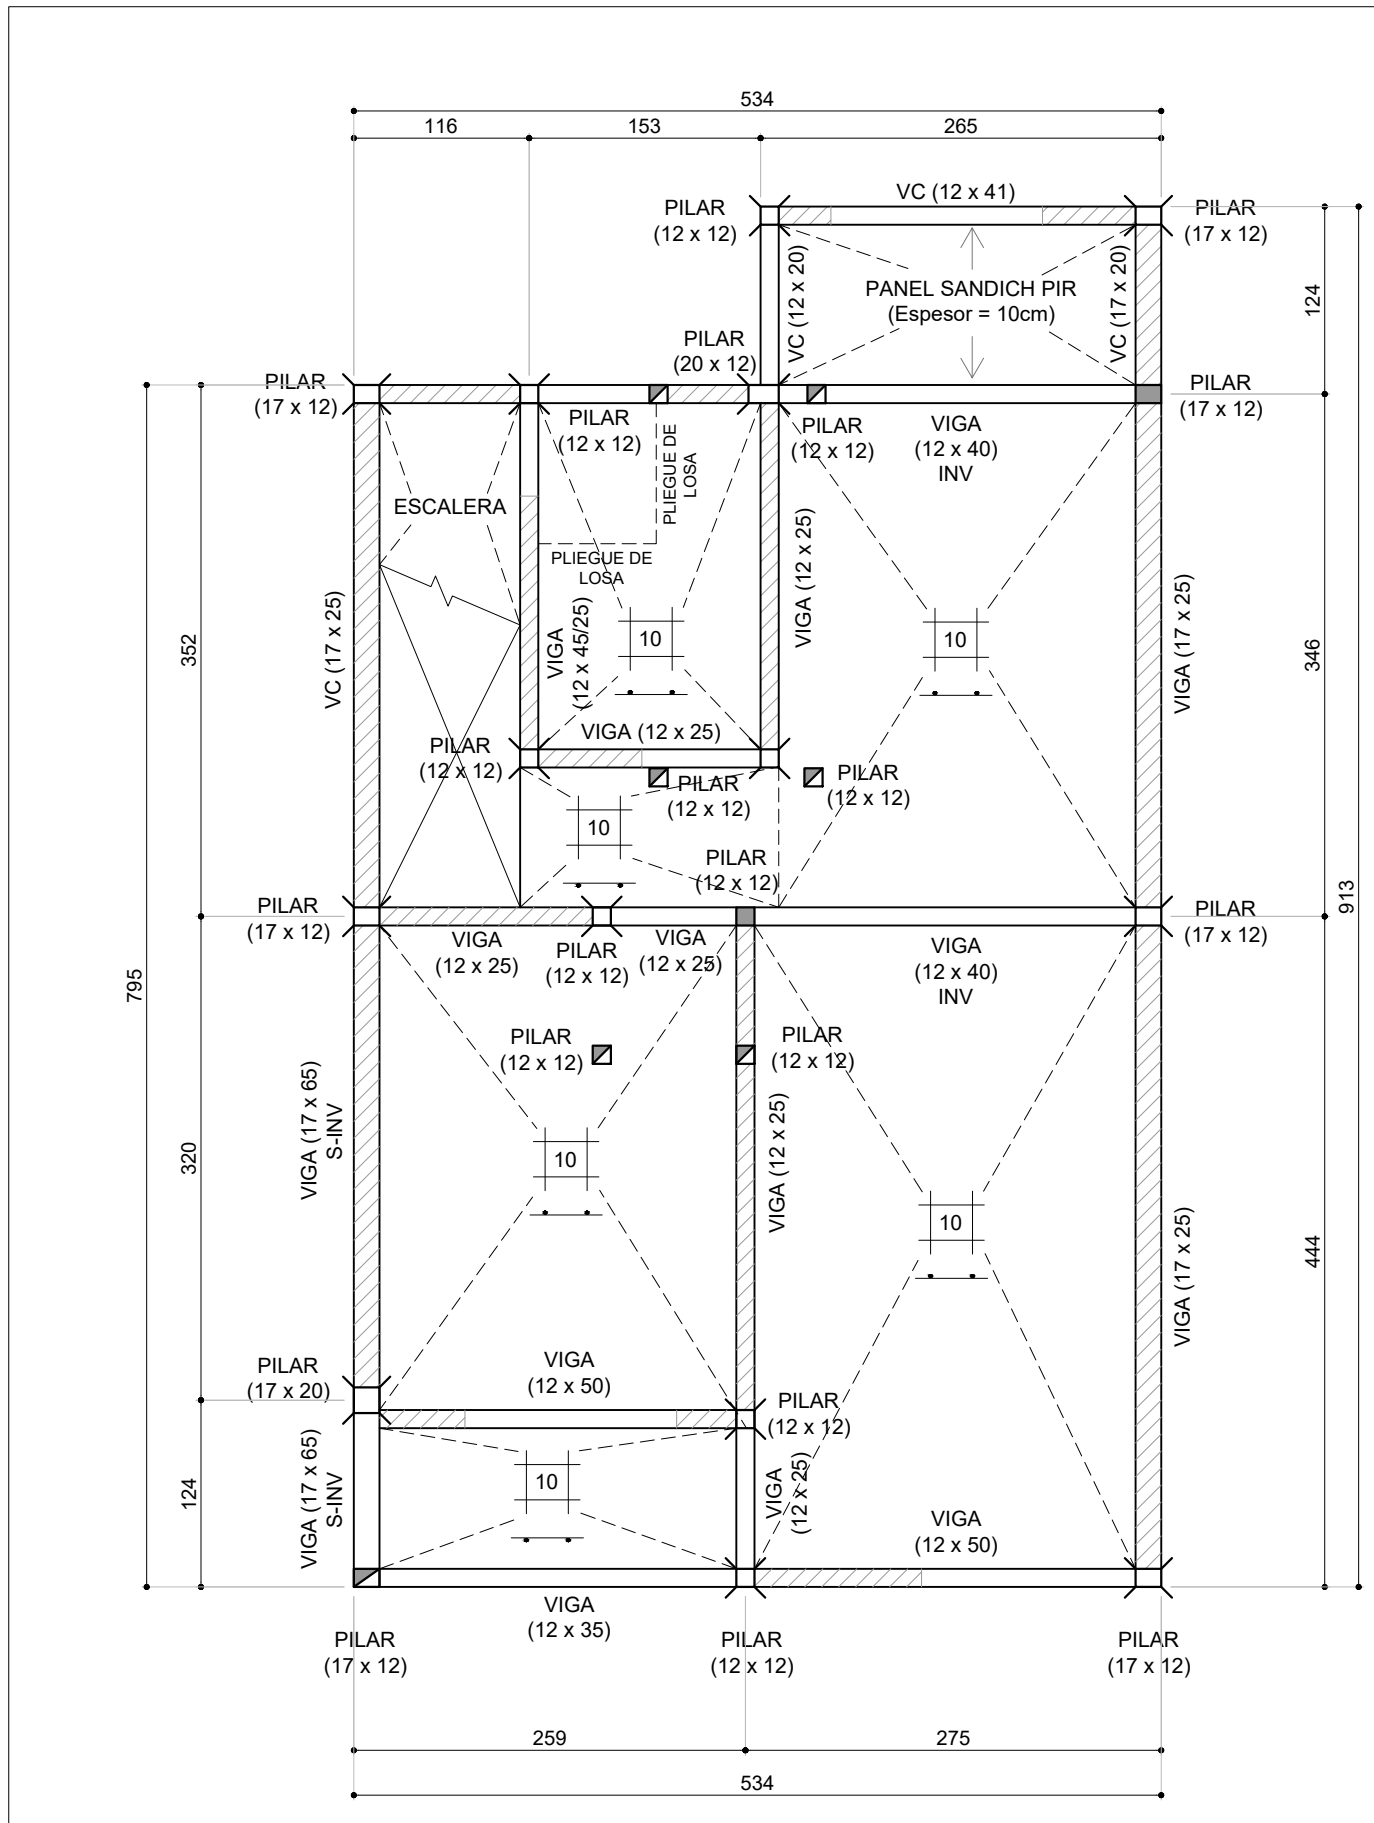 534
116
153
265
VC (12 x 41)
PILAR
(12 x 12)
PILAR
(17 x 12)
VC (12 x 20)
VC (17 x 20)
PANEL SANDICH PIR
(Espesor = 10cm)
124
PILAR
(20 x 12)
PILAR
(17 x 12)
PILAR
(12 x 12)
PLIEGUE DE
LOSA
PILAR
(12 x 12)
VIGA
(12 x 40)
INV
PILAR
(17 x 12)
ESCALERA
PLIEGUE DE
LOSA
VIGA (12 x 25)
VC (17 x 25)
352
VIGA
(12 x 45/25)
10
10
VIGA (17 x 25)
346
VIGA (12 x 25)
PILAR
(12 x 12)
PILAR
(12 x 12)
PILAR
(12 x 12)
10
PILAR
(12 x 12)
PILAR
(17 x 12)
VIGA
(12 x 25)
PILAR
(12 x 12)
VIGA
(12 x 25)
VIGA
(12 x 40)
INV
PILAR
(17 x 12)
913
795
PILAR
(12 x 12)
PILAR
(12 x 12)
VIGA (17 x 65)
S-INV
320
10
VIGA (12 x 25)
10
VIGA (17 x 25)
444
PILAR
(17 x 20)
VIGA
(12 x 50)
PILAR
(12 x 12)
124
VIGA (17 x 65)
S-INV
10
VIGA
(12 x 25)
VIGA
(12 x 50)
VIGA
(12 x 35)
PILAR
(17 x 12)
PILAR
(12 x 12)
PILAR
(17 x 12)
259
275
534